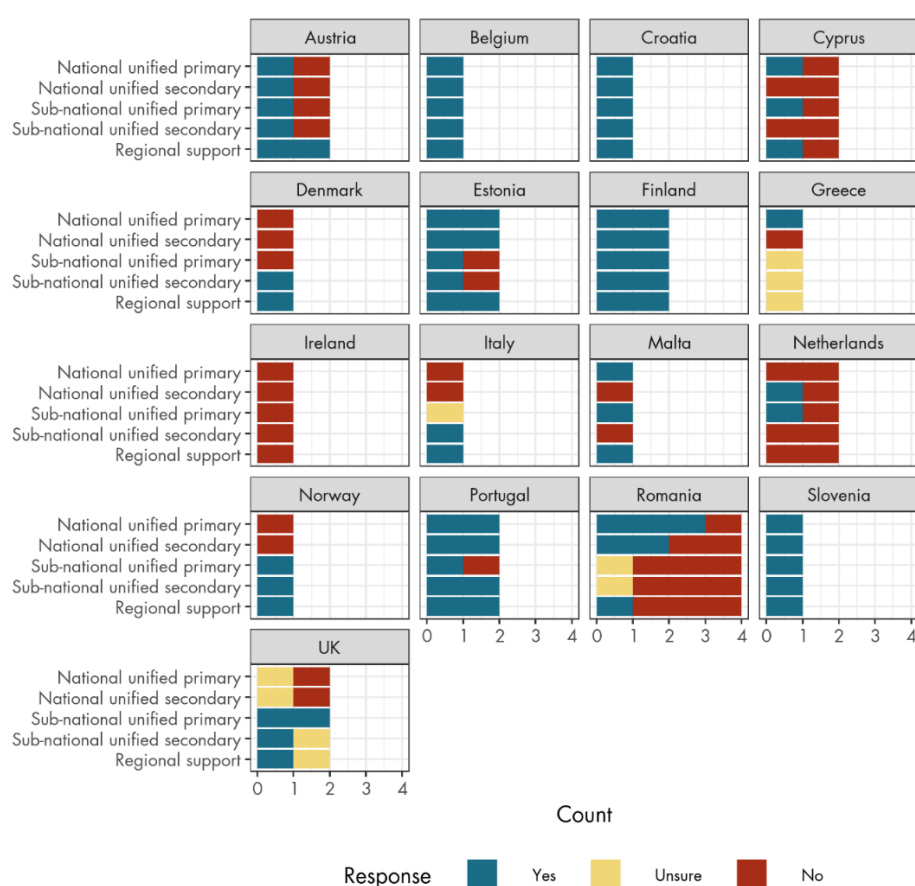 Austria Belgium Croatia Cyprus
National unified primary
National unified secondary
Sub-national unified primary
Sub-national unified secondary
Regional support
Denmark Estonia Finland Greece
National unified primary
National unified secondary
Sub-national unified primary
Sub-national unified secondary
Regional support
Ireland Italy Malta Netherlands
National unified primary
National unified secondary
Sub-national unified primary
Sub-national unified secondary
Regional support
Norway Portugal Romania Slovenia
National unified primary
National unified secondary
Sub-national unified primary
Sub-national unified secondary
Regional support
0 1 2 3 4 0 1 2 3 4 0 1 2 3 4
UK
National unified primary
National unified secondary
Sub-national unified primary
Sub-national unified secondary
Regional support
0 1 2 3 4
Count
Response Yes Unsure No